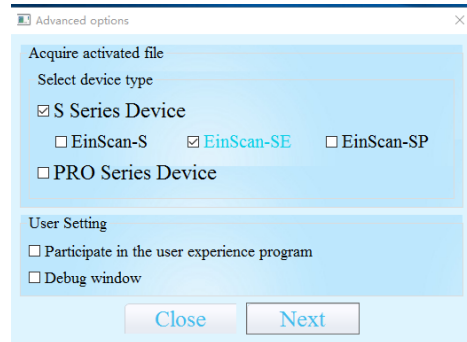 Advanced options
Acquire activated file
Select device type
S Series Device
EinScan-S EinScan-SE EinScan-SP
PRO Series Device
User Setting
Participate in the user experience program
Debug window
Close Next